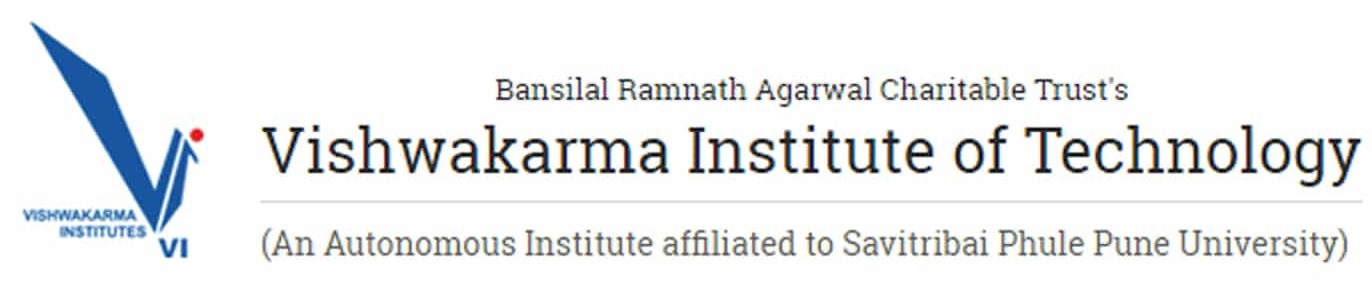 Bansilal Ramnath Agarwal Charitable Trust's
Vishwakarma Institute of Technology
(An Autonomous Institute affiliated to Savitribai Phule Pune University)
VISHWAKARMA
INSTITUTES
VI